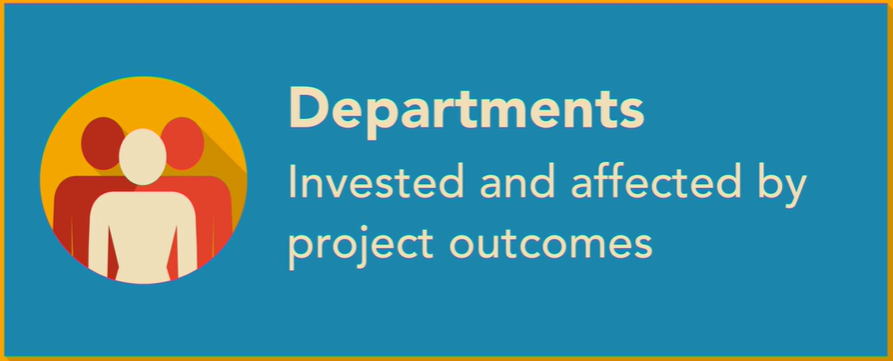 Departments
Invested and affected by
project outcomes